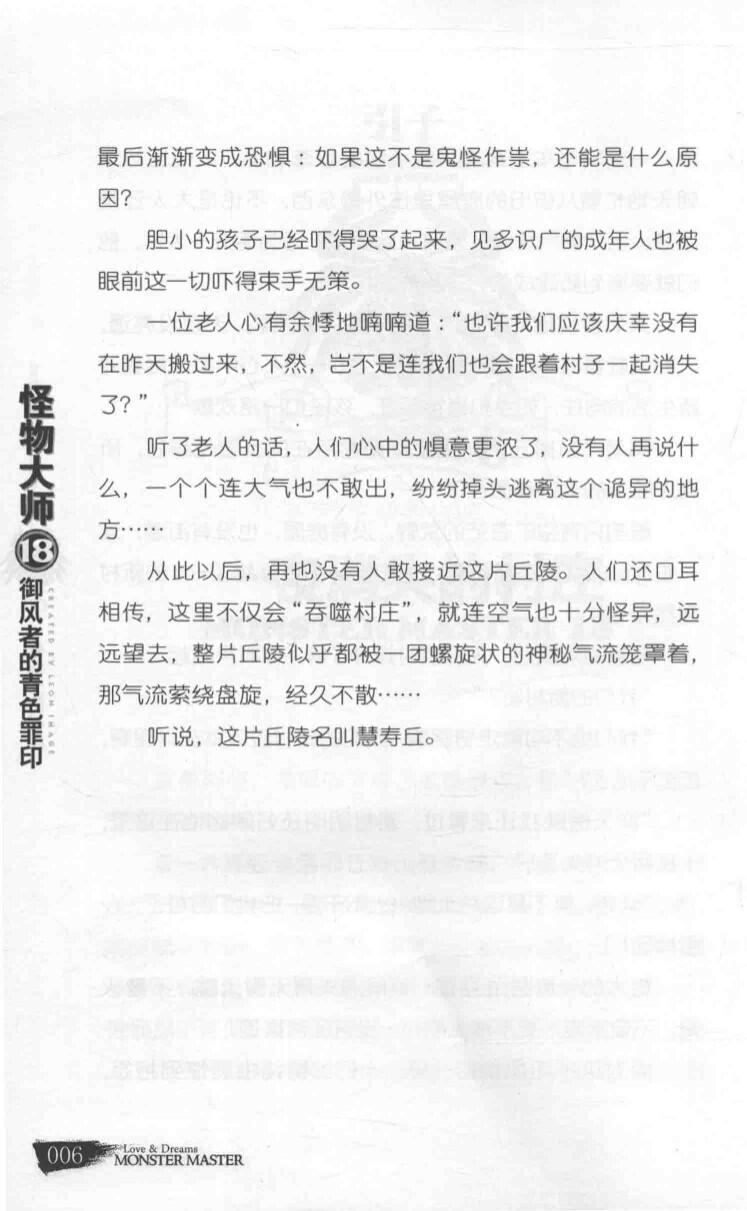 最后渐渐变成恐惧：如果这不是鬼怪作祟，还能是什么原
因？
胆小的孩子已经吓得哭了起来，见多识广的成年人也被
眼前这一切吓得束手无策。
一位老人心有余悸地喃喃道：“也许我们应该庆幸没有
在昨天搬过来，不然，岂不是连我们也会跟着村子一起消失
了？”
听了老人的话，人们心中的惧意更浓了，没有人再说什
么，一个个连大气也不敢出，纷纷掉头逃离这个诡异的地
方……
从此以后，再也没有人敢接近这片丘陵。人们还口耳
相传，这里不仅会“吞噬村庄”，就连空气也十分怪异，远
远望去，整片丘陵似乎都被一团螺旋状的神秘气流笼罩着，
那气流萦绕盘旋，经久不散……
听说，这片丘陵名叫慧寿丘。
怪物大师⑱御风者的青色罪印
CREATED BY LEON IMAGE
006
Love & Dreams
MONSTER MASTER